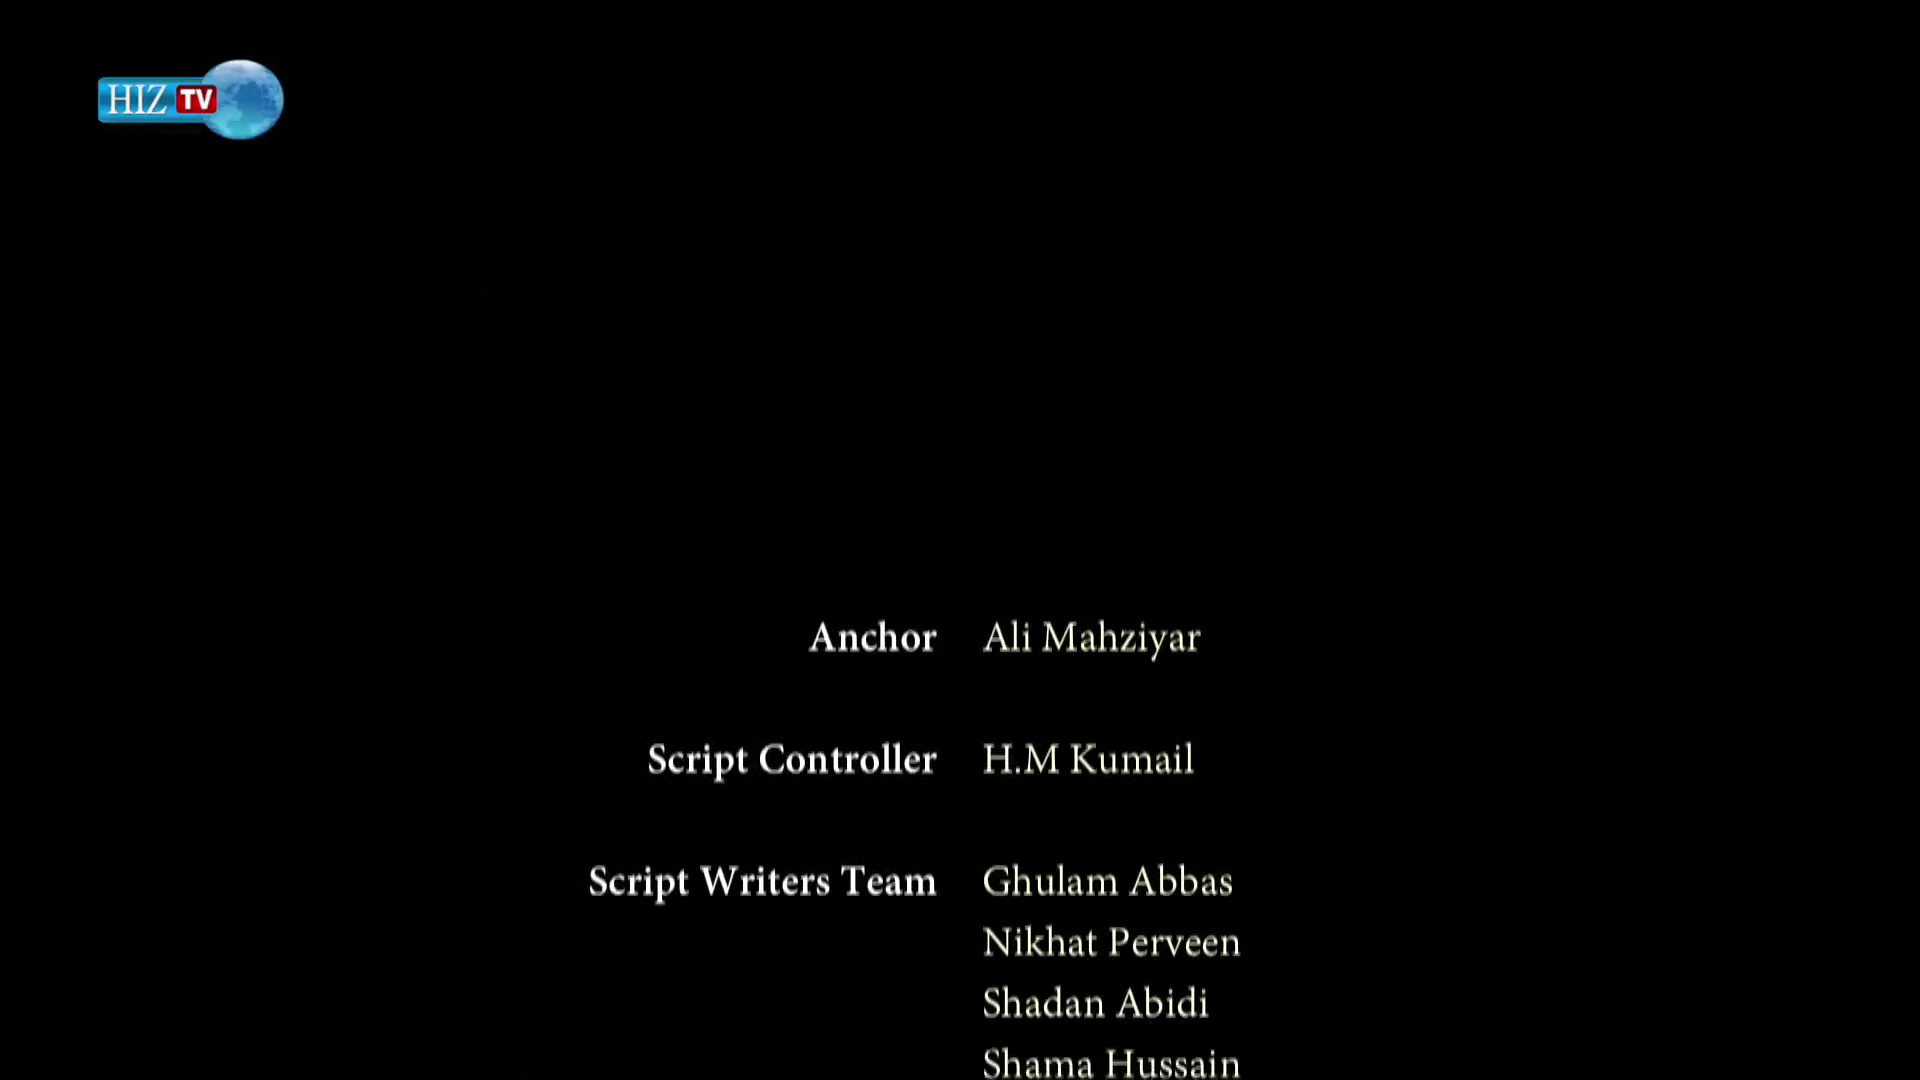 HIZ TV
Anchor Ali Mahziyar
Script Controller H.M Kumail
Script Writers Team Ghulam Abbas
Nikhat Perveen
Shadan Abidi
Shama Hussain